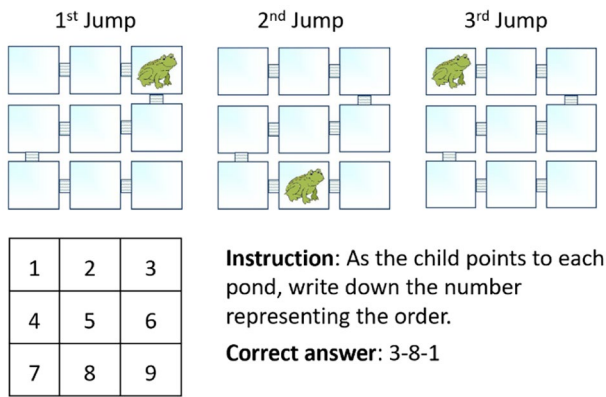 1st Jump
2nd Jump
3rd Jump
1 2 3
4 5 6
7 8 9
Instruction: As the child points to each
pond, write down the number
representing the order.
Correct answer: 3-8-1